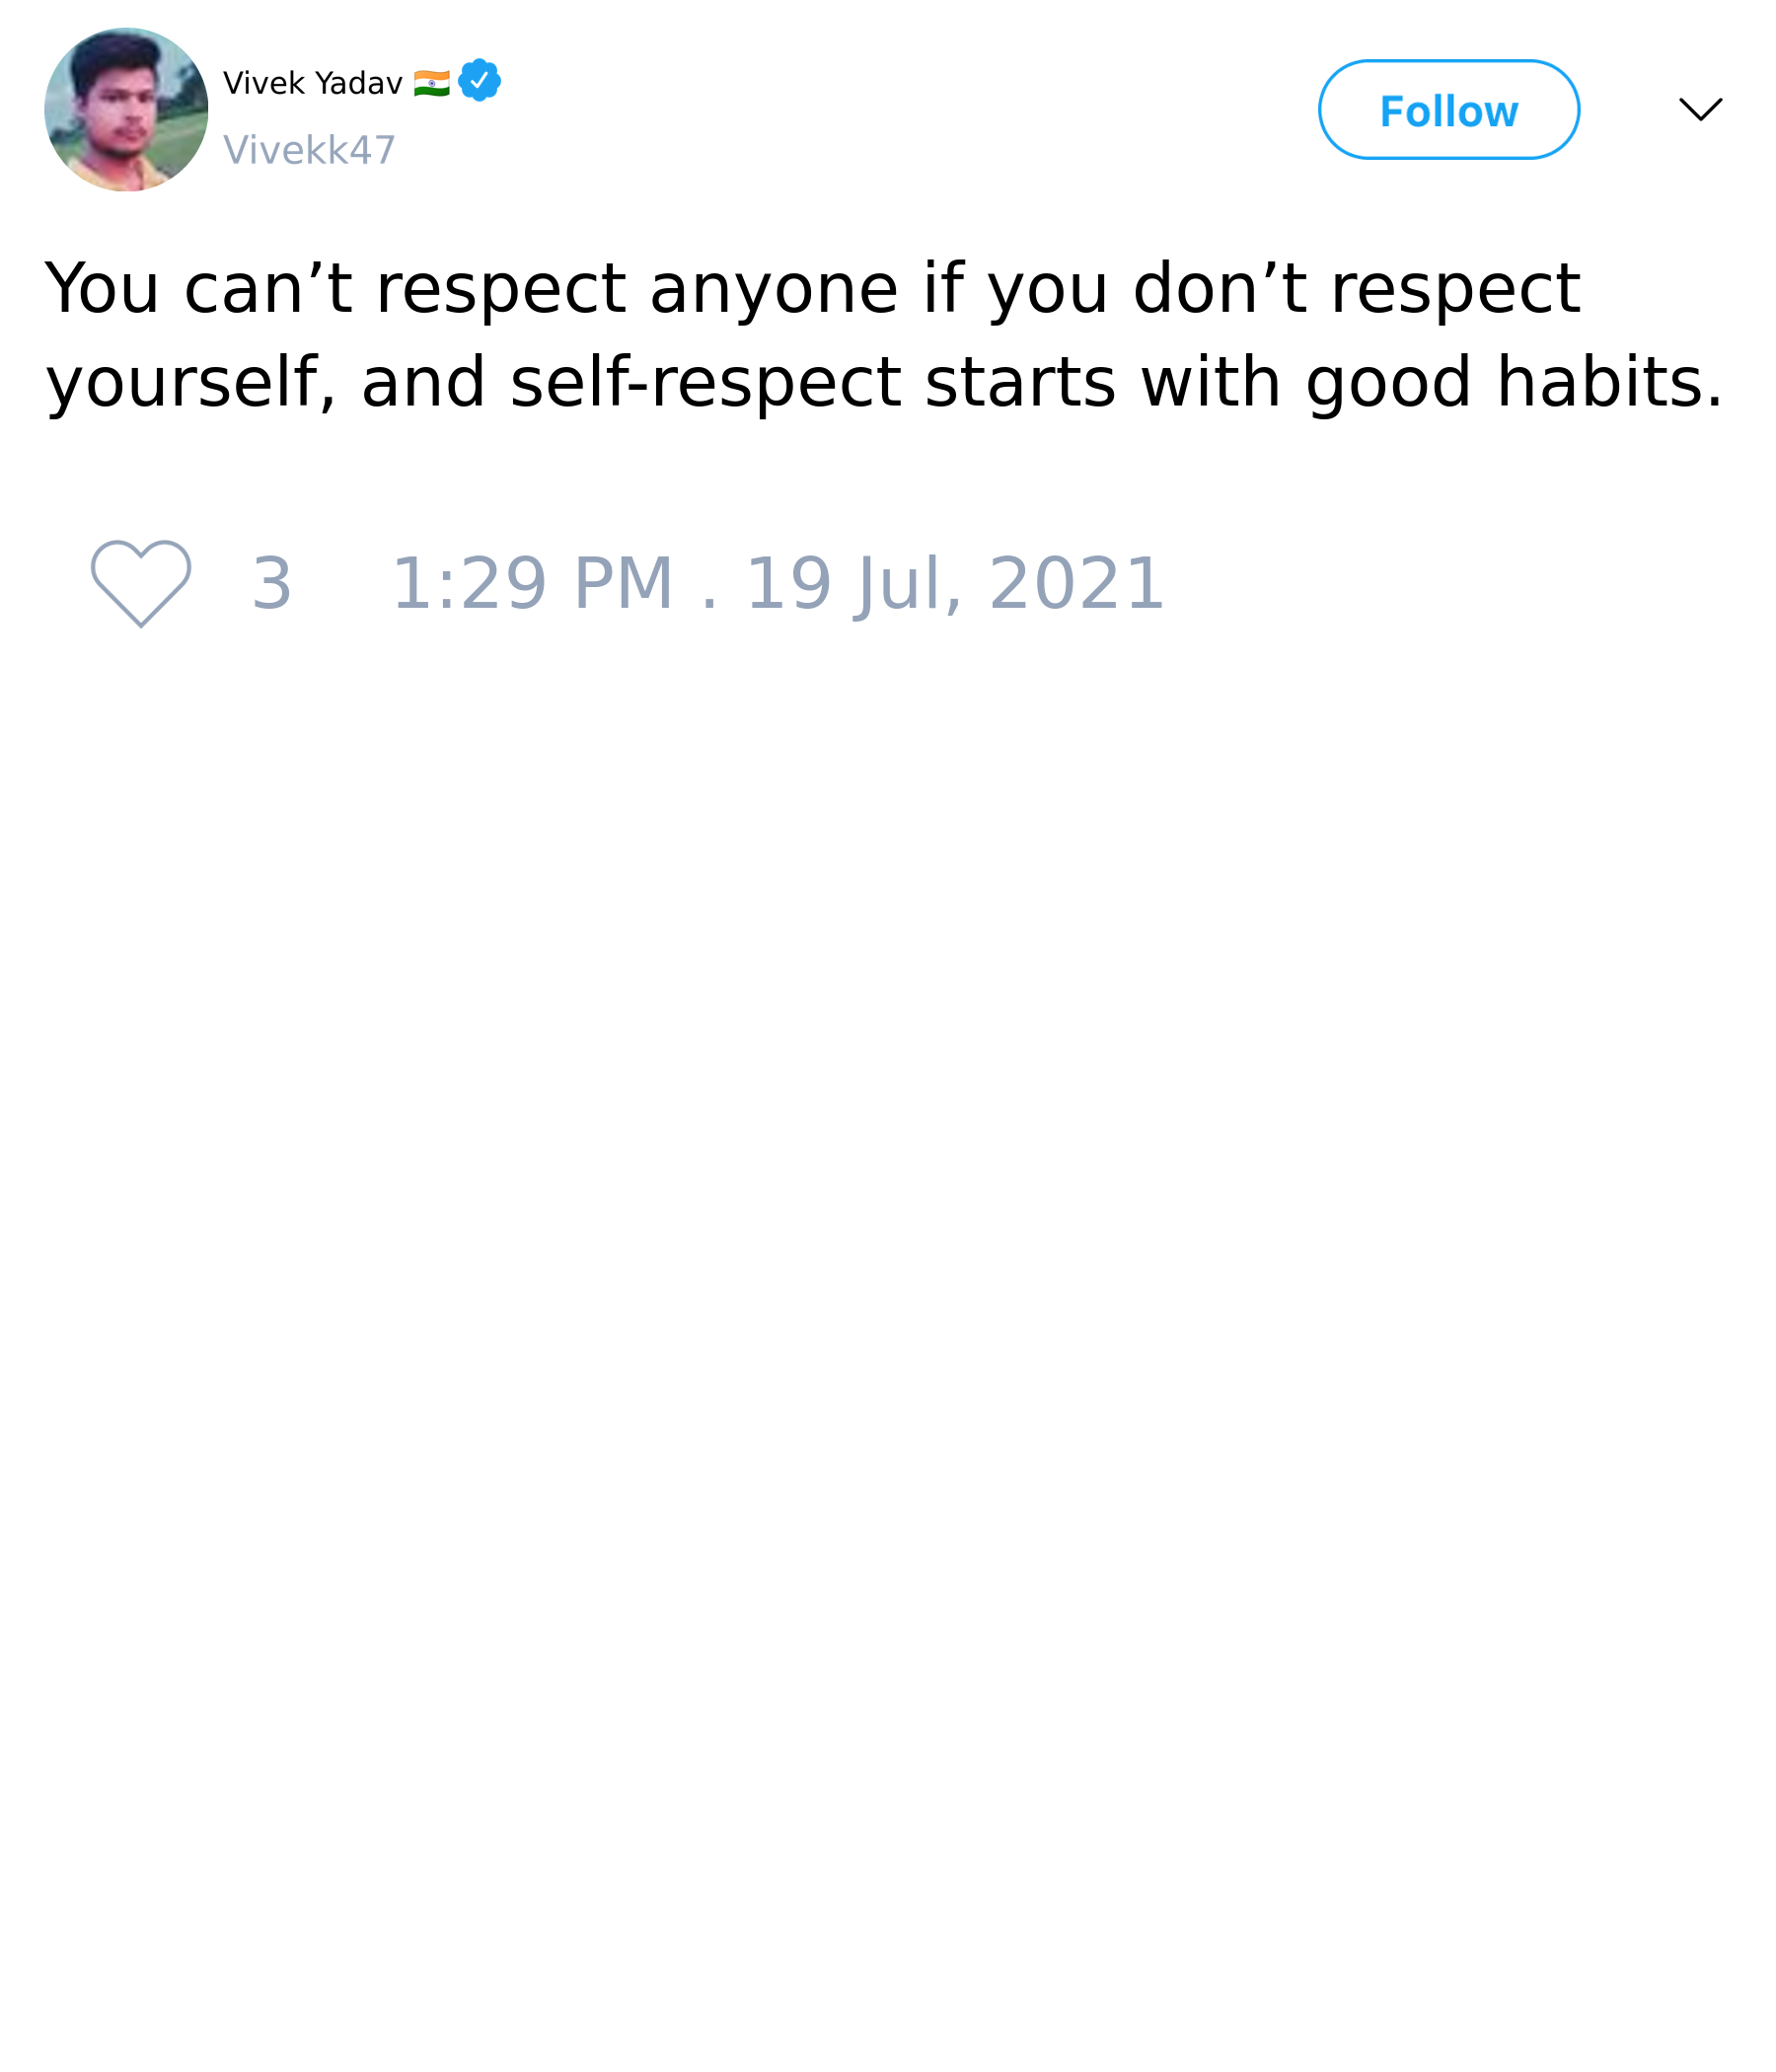 Vivek Yadav 🇮🇳
Vivekk47
Follow
You can’t respect anyone if you don’t respect
yourself, and self-respect starts with good habits.
3 1:29 PM . 19 Jul, 2021